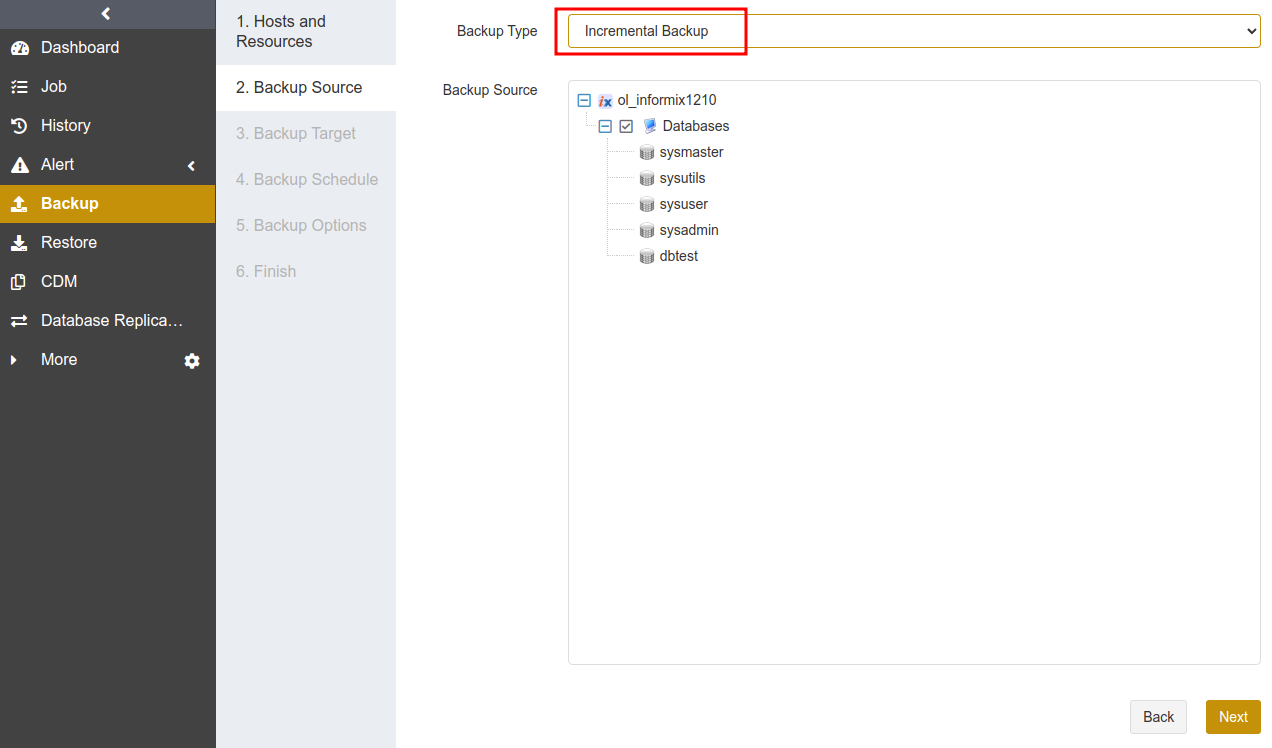 Dashboard
Job
History
Alert
Backup
Restore
CDM
Database Replica…
More
1. Hosts and
Resources
2. Backup Source
3. Backup Target
4. Backup Schedule
5. Backup Options
6. Finish
Backup Type
Incremental Backup
Backup Source
ix ol_informix1210
Databases
sysmaster
sysutils
sysuser
sysadmin
dbtest
Back
Next